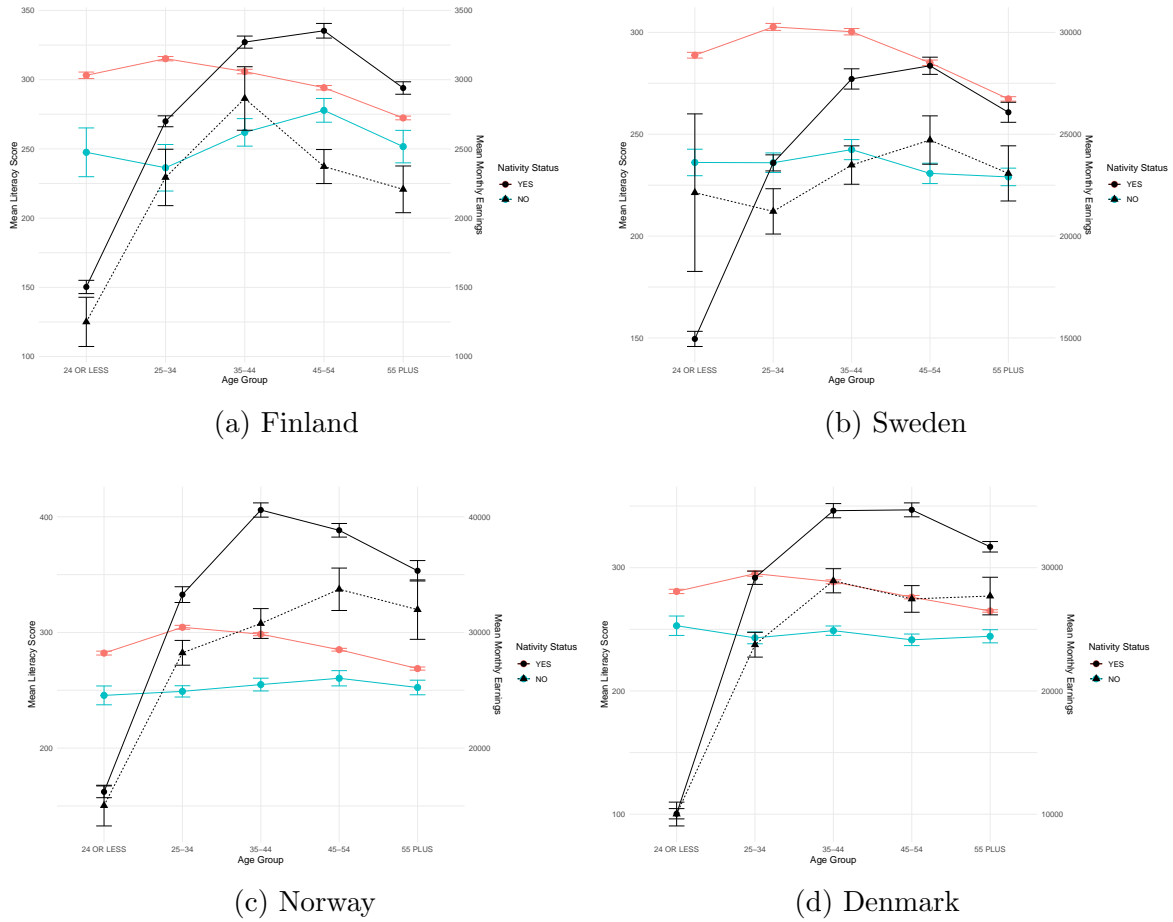 350
300
250
200
150
100
Mean Literacy Score
3500
3000
2500
2000
1500
1000
Mean Monthly Earnings
24 OR LESS
25–34
35–44
45–54
55 PLUS
Age Group
Nativity Status
YES
NO
(a) Finland
300
250
200
150
Mean Literacy Score
30000
25000
20000
15000
Mean Monthly Earnings
24 OR LESS
25–34
35–44
45–54
55 PLUS
Age Group
Nativity Status
YES
NO
(b) Sweden
400
300
200
Mean Literacy Score
40000
30000
20000
Mean Monthly Earnings
24 OR LESS
25–34
35–44
45–54
55 PLUS
Age Group
Nativity Status
YES
NO
(c) Norway
300
200
100
Mean Literacy Score
30000
20000
10000
Mean Monthly Earnings
24 OR LESS
25–34
35–44
45–54
55 PLUS
Age Group
Nativity Status
YES
NO
(d) Denmark